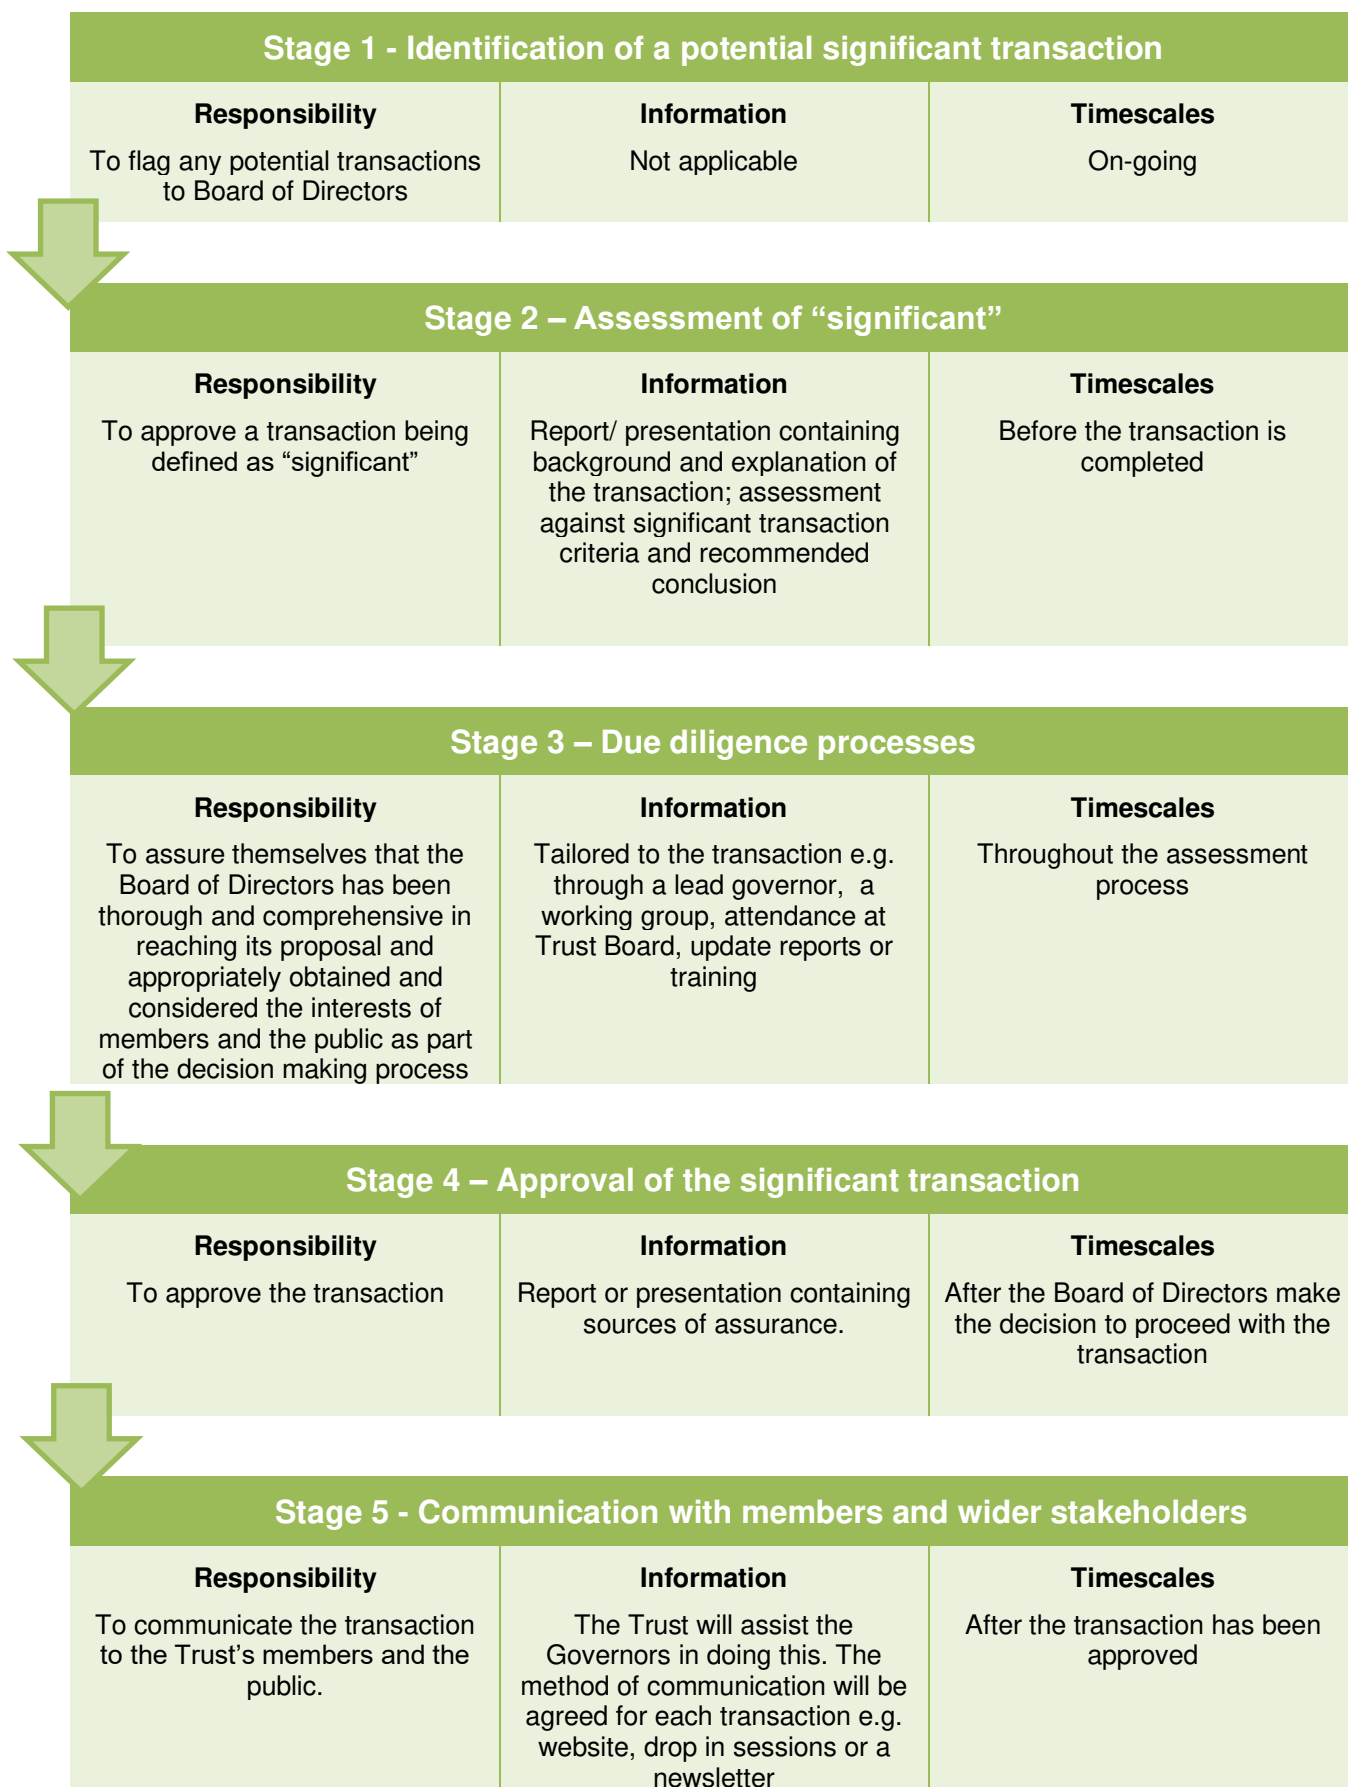 Stage 1 - Identification of a potential significant transaction
Responsibility
To flag any potential transactions
to Board of Directors
Information
Not applicable
Timescales
On-going
Stage 2 – Assessment of “significant”
Responsibility
To approve a transaction being
defined as “significant”
Information
Report/ presentation containing
background and explanation of
the transaction; assessment
against significant transaction
criteria and recommended
conclusion
Timescales
Before the transaction is
completed
Stage 3 – Due diligence processes
Responsibility
To assure themselves that the
Board of Directors has been
thorough and comprehensive in
reaching its proposal and
appropriately obtained and
considered the interests of
members and the public as part
of the decision making process
Information
Tailored to the transaction e.g.
through a lead governor, a
working group, attendance at
Trust Board, update reports or
training
Timescales
Throughout the assessment
process
Stage 4 – Approval of the significant transaction
Responsibility
To approve the transaction
Information
Report or presentation containing
sources of assurance.
Timescales
After the Board of Directors make
the decision to proceed with the
transaction
Stage 5 - Communication with members and wider stakeholders
Responsibility
To communicate the transaction
to the Trust’s members and the
public.
Information
The Trust will assist the
Governors in doing this. The
method of communication will be
agreed for each transaction e.g.
website, drop in sessions or a
newsletter
Timescales
After the transaction has been
approved